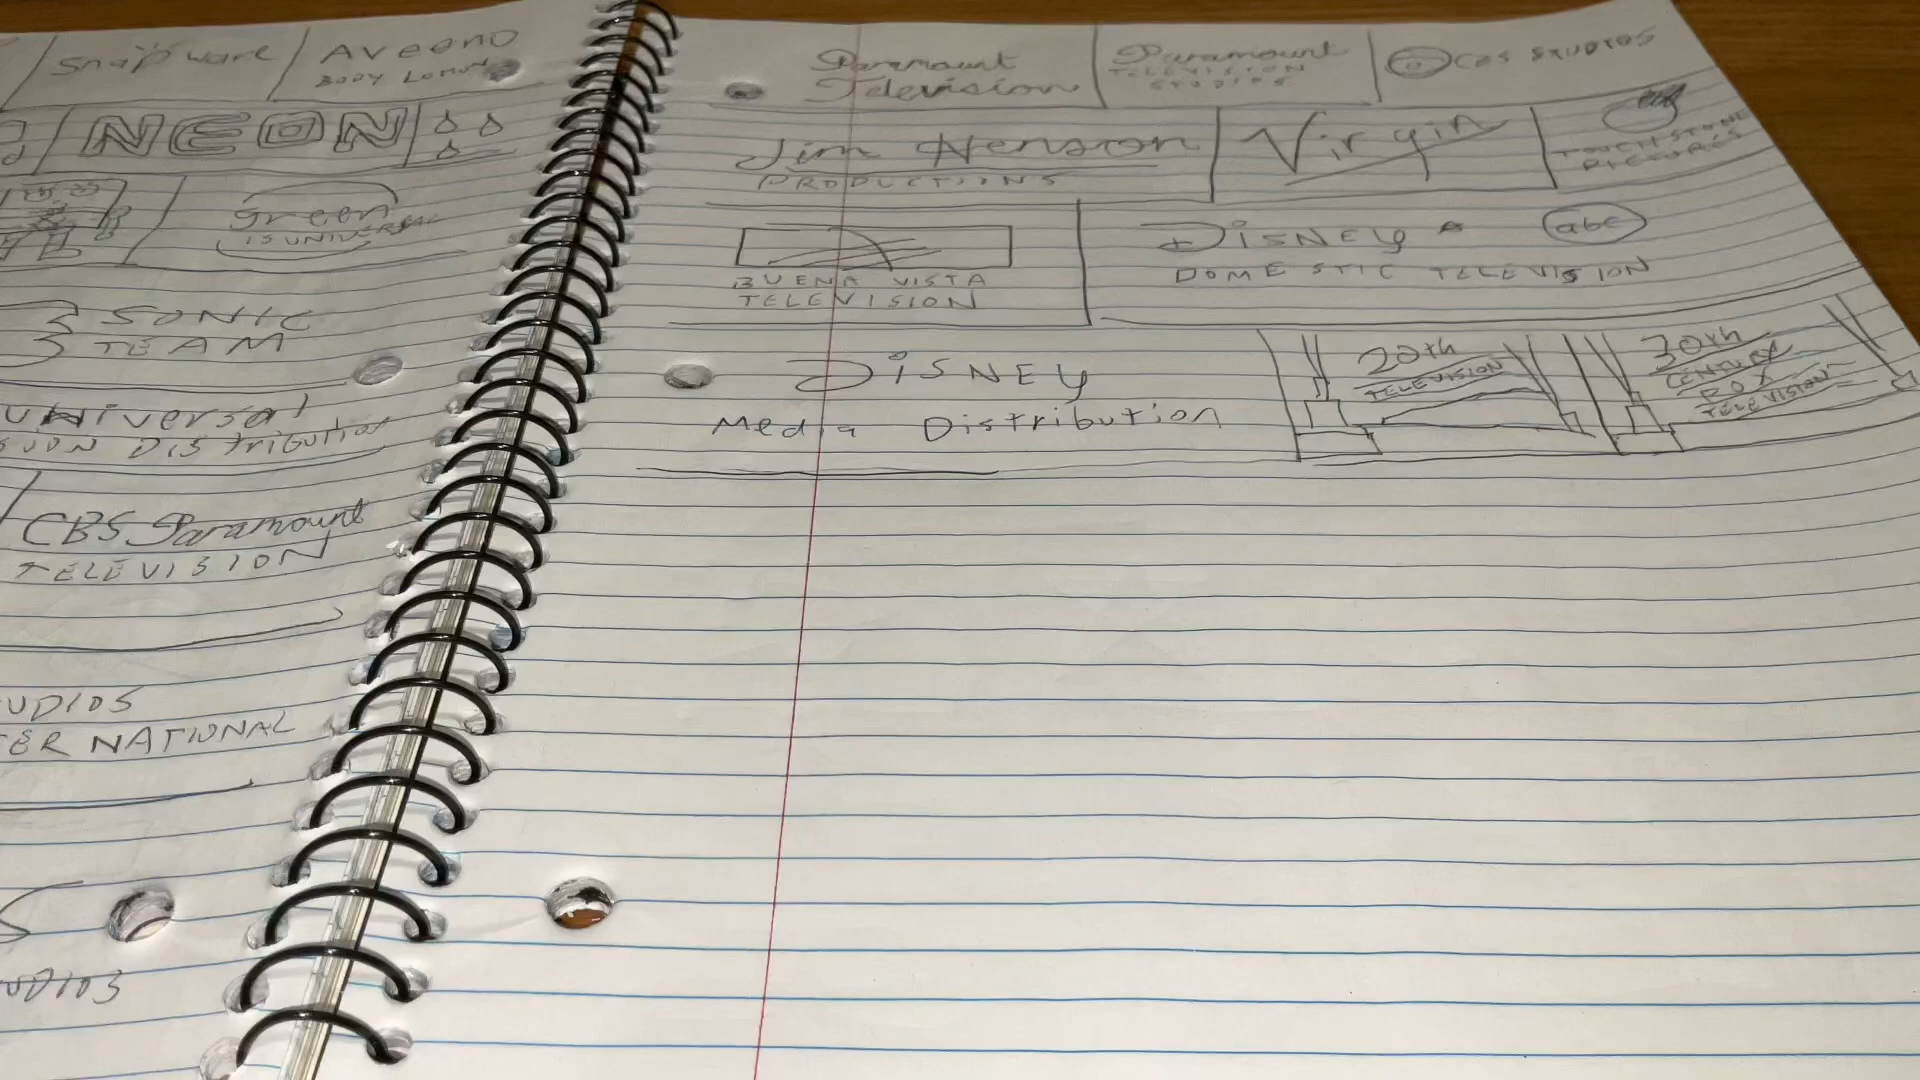 Snapware
Aveeno
BODY LOTION
NEON
green
IS UNIVERSAL
SONIC
TEAM
UNIVERSAL
DISTRIBUTION
CBS Paramount
TELEVISION
UDIOS
TERNATIONAL
UDIOS
Paramount
Television
Paramount
TELEVISION
STUDIOS
CBS STUDIOS
Jim Henson
PRODUCTIONS
Virgin
TOUCHSTONE
PICTURES
BUENA VISTA
TELEVISION
DISNEY abc
DOMESTIC TELEVISION
DISNEY
Media Distribution
20th
TELEVISION
30th
CENTURY
FOX
TELEVISION